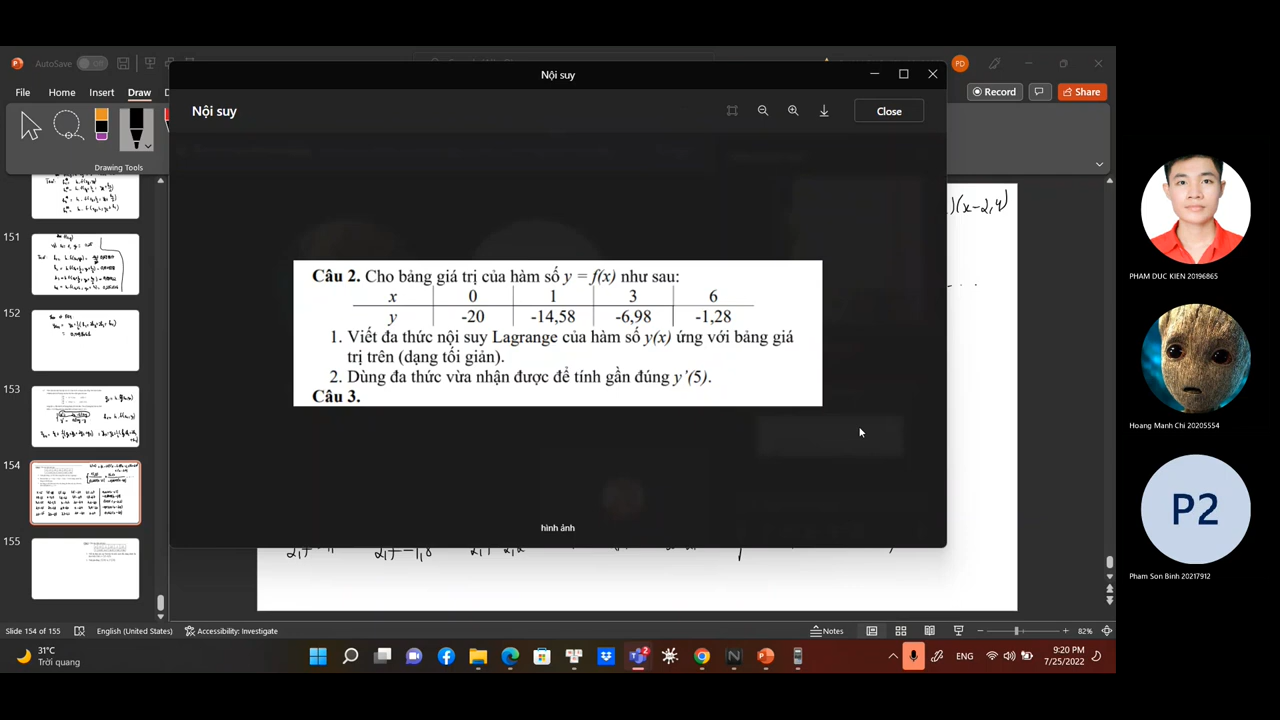 AutoSave
Off
PD
File
Home
Insert
Draw
Record
Share
Drawing Tools
Nội suy
Nội suy
Close
Câu 2. Cho bảng giá trị của hàm số y = f(x) như sau:
x 0 1 3 6
y -20 -14,58 -6,98 -1,28
1. Viết đa thức nội suy Lagrange của hàm số y(x) ứng với bảng giá
trị trên (dạng tối giản).
2. Dùng đa thức vừa nhận được để tính gần đúng y’(5).
Câu 3.
hình ảnh
)(x-2,4)
151
152
153
154
155
Slide 154 of 155
English (United States)
Accessibility: Investigate
Notes
82%
31°C
Trời quang
2
ENG
9:20 PM
7/25/2022
PHAM DUC KIEN 20196865
Hoang Manh Chi 20205554
P2
Pham Son Binh 20217912